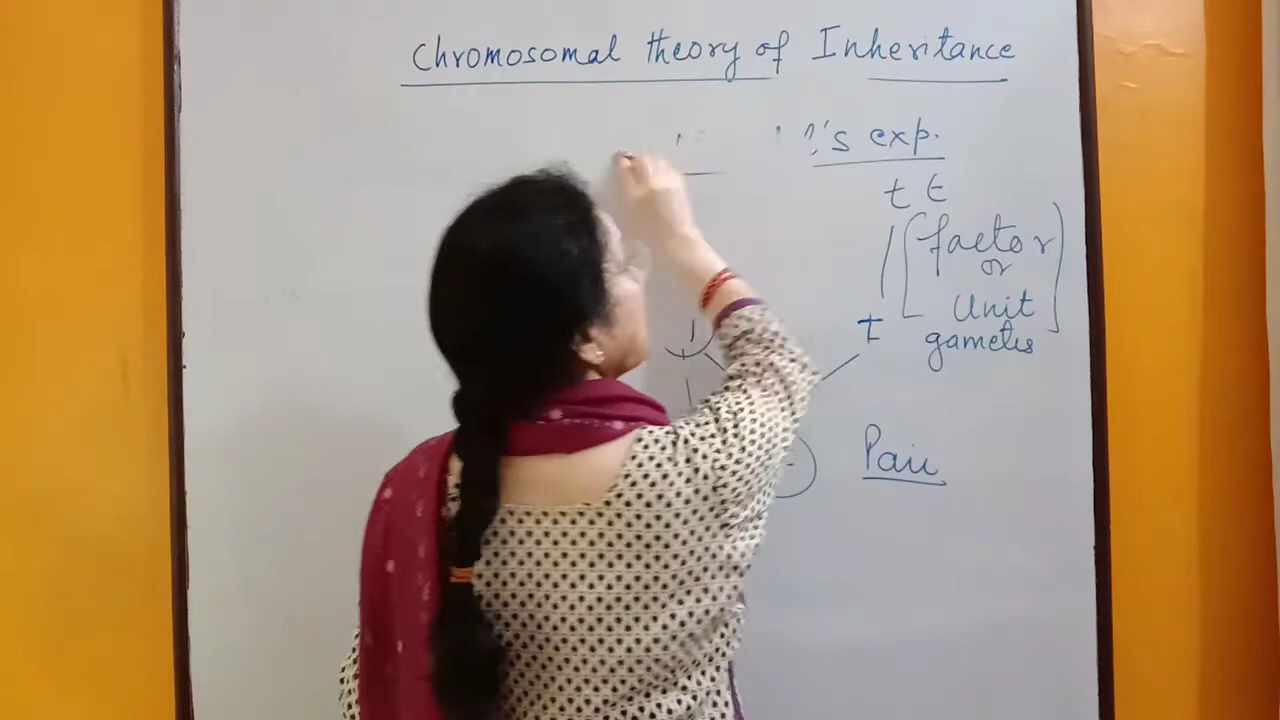 Chromosomal theory of Inheritance
's exp.
t t
factor
or
Unit
t
gametes
Pair